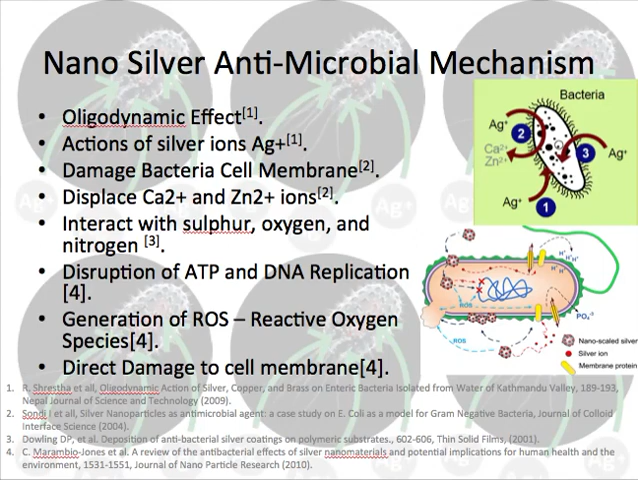 Nano Silver Anti-Microbial Mechanism
• Oligodynamic Effect[1].
• Actions of silver ions Ag+[1].
• Damage Bacteria Cell Membrane[2].
• Displace Ca2+ and Zn2+ ions[2].
• Interact with sulphur, oxygen, and
nitrogen [3].
• Disruption of ATP and DNA Replication
[4].
• Generation of ROS – Reactive Oxygen
Species[4].
• Direct Damage to cell membrane[4].
Bacteria
Ag+
2
Ca2+
Zn2+
3
Ag+
Ag+
1
H+
H+
H+
H+ H+
ROS
ROS
PO4-3
Nano-scaled silver
Silver ion
Membrane protein
1. R, Shrestha et all, Oligodynamic Action of Silver, Copper, and Brass on Enteric Bacteria Isolated from Water of Kathmandu Valley, 189-193,
Nepal Journal of Science and Technology (2009).
2. Sondi I et all, Silver Nanoparticles as antimicrobial agent: a case study on E. Coli as a model for Gram Negative Bacteria, Journal of Colloid
Interface Science (2004).
3. Dowling DP, et al. Deposition of anti-bacterial silver coatings on polymeric substrates., 602-606, Thin Solid Films, (2001).
4. C. Marambio-Jones et al. A review of the antibacterial effects of silver nanomaterials and potential implications for human health and the
environment, 1531-1551, Journal of Nano Particle Research (2010).
Ag+
Ag+
Ag+
Ag+